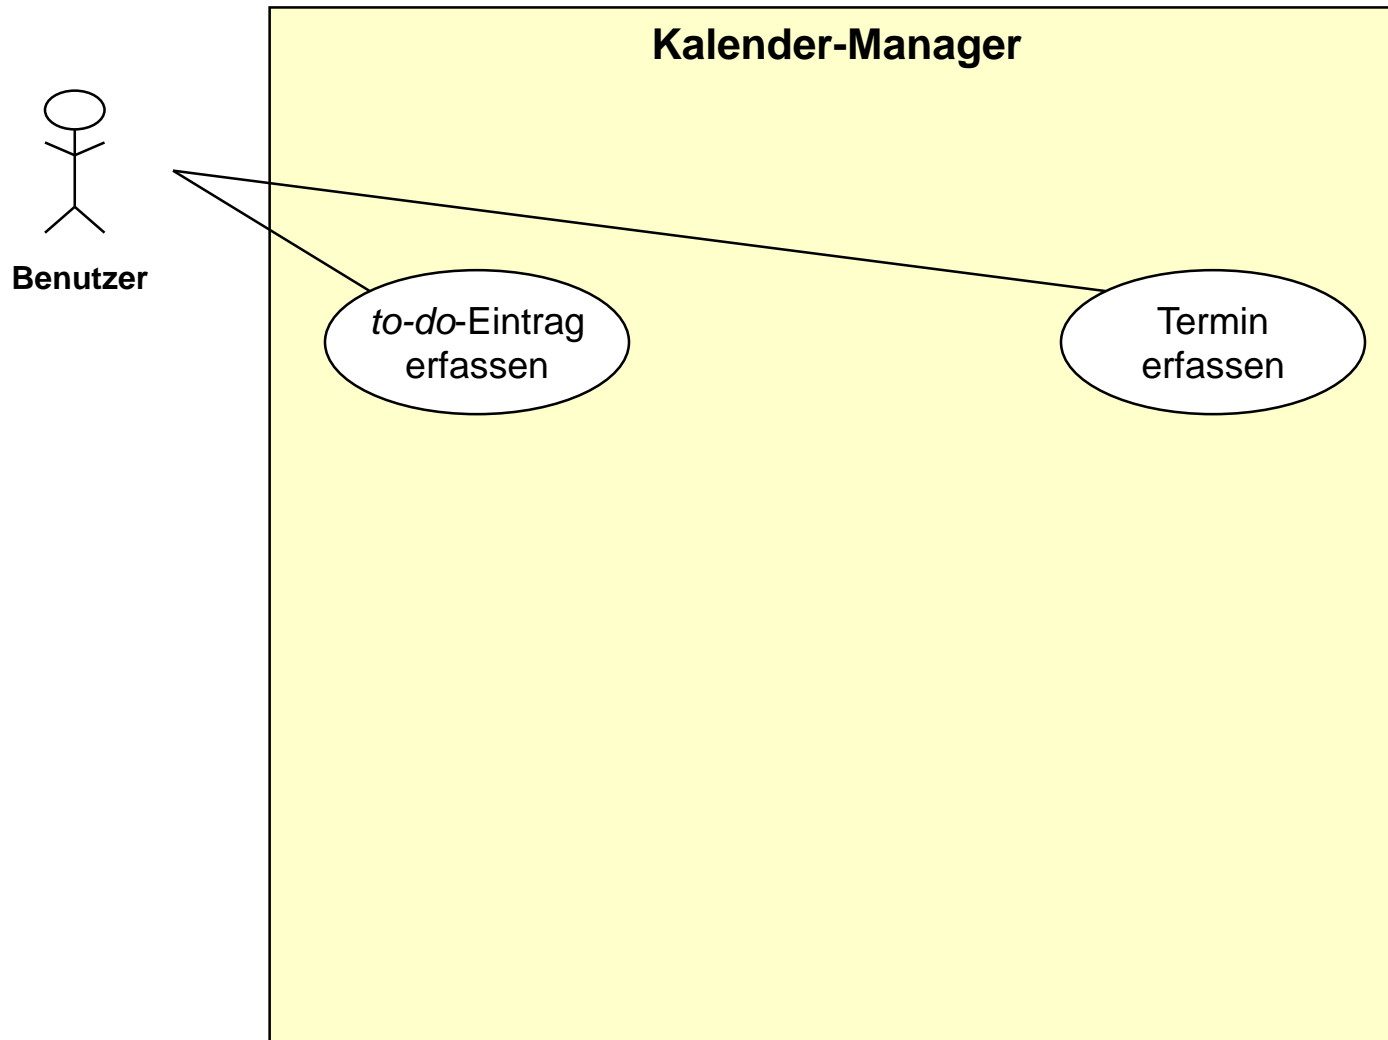 Kalender-Manager
Benutzer
to-do-Eintrag
erfassen
Termin
erfassen